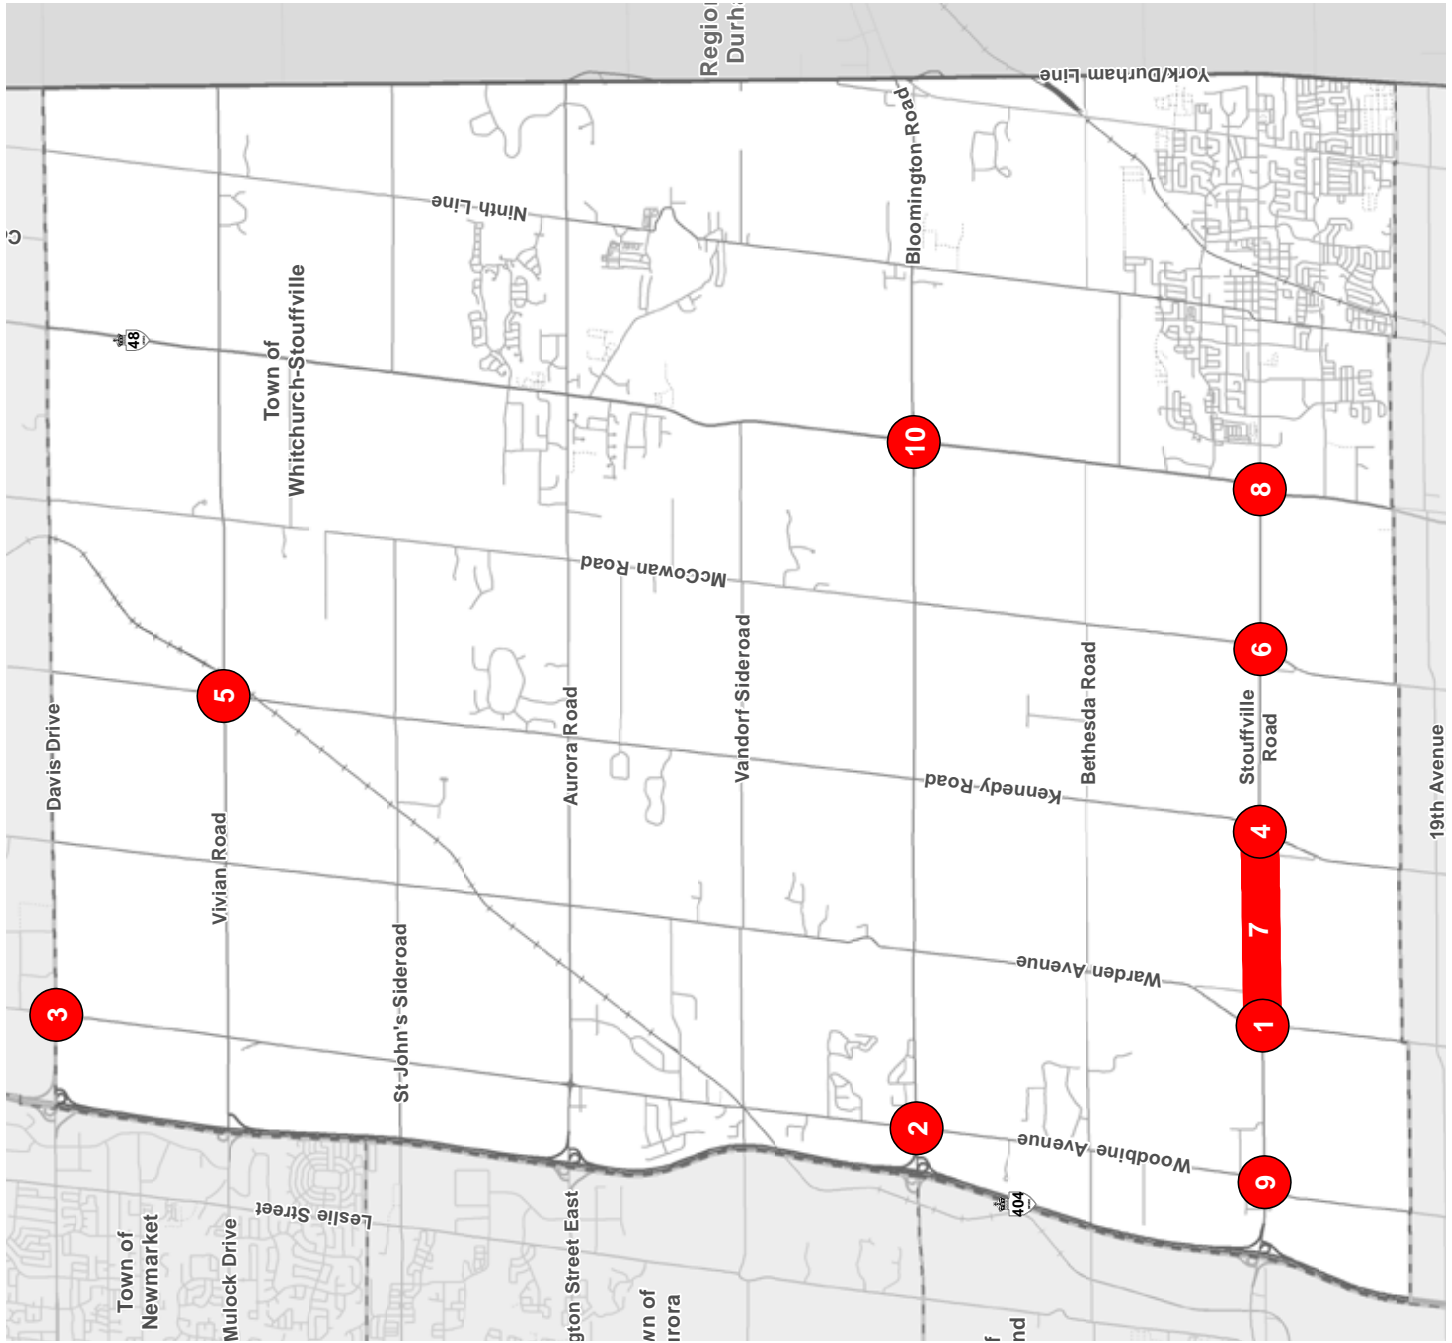 Davis Drive
3
Town of
Newmarket
48
Vivian Road
5
Mulock Drive
Town of
Whitchurch-Stouffville
Leslie Street
St John's Sideroad
Ninth Line
gton Street East
Aurora Road
McCowan Road
wn of
urora
Vandorf Sideroad
Region
Durh
2
10
Bloomington Road
Kennedy Road
f
nd
404
Woodbine Avenue
Warden Avenue
Bethesda Road
York/Durham Line
9
1
7
4
Stouffville
Road
6
8
19th Avenue